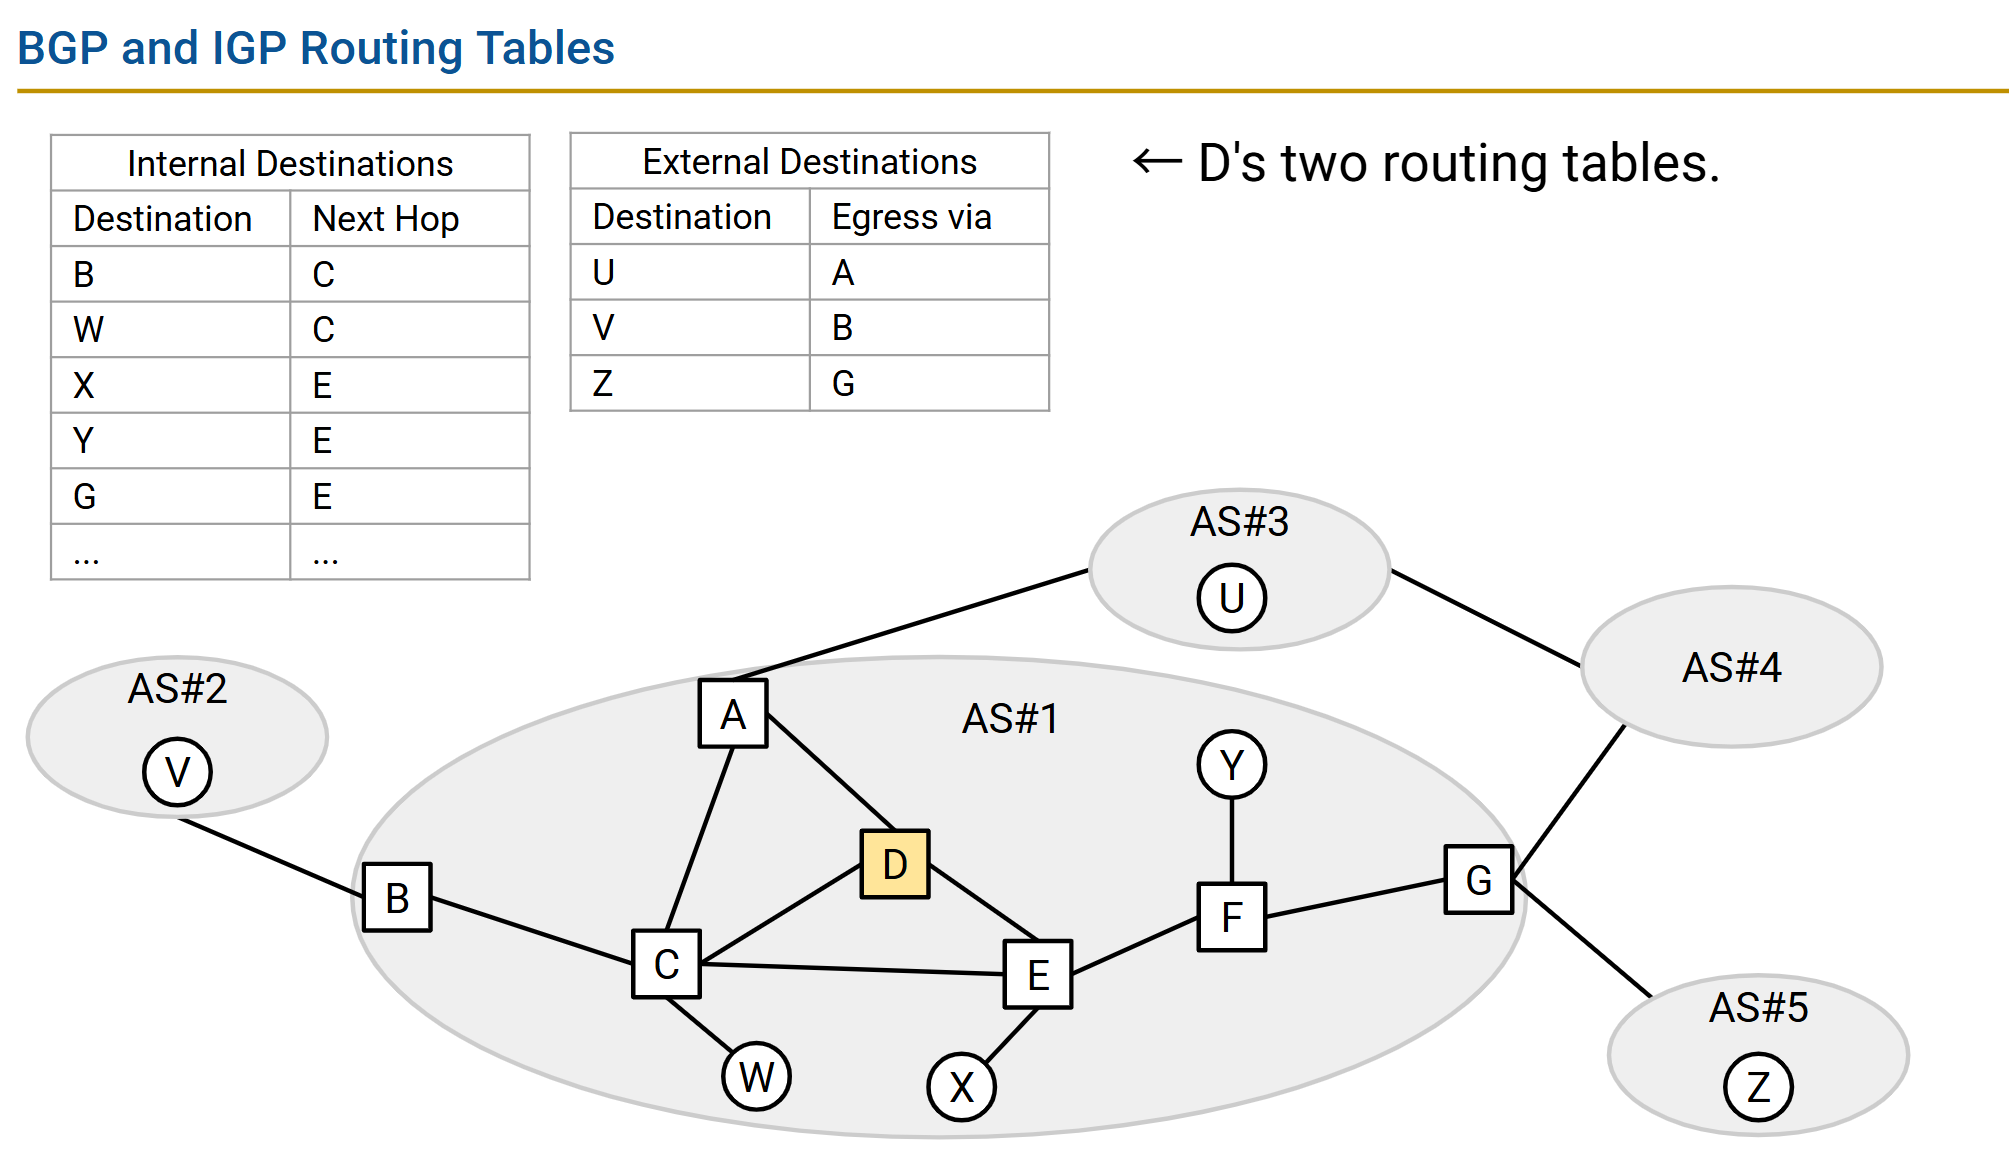 BGP and IGP Routing Tables
Internal Destinations
Destination Next Hop
B C
W C
X E
Y E
G E
... ...
External Destinations
Destination Egress via
U A
V B
Z G
← D's two routing tables.
AS#3
U
AS#4
AS#2
V
AS#1
A
Y
D
B
G
F
C
E
W
X
AS#5
Z